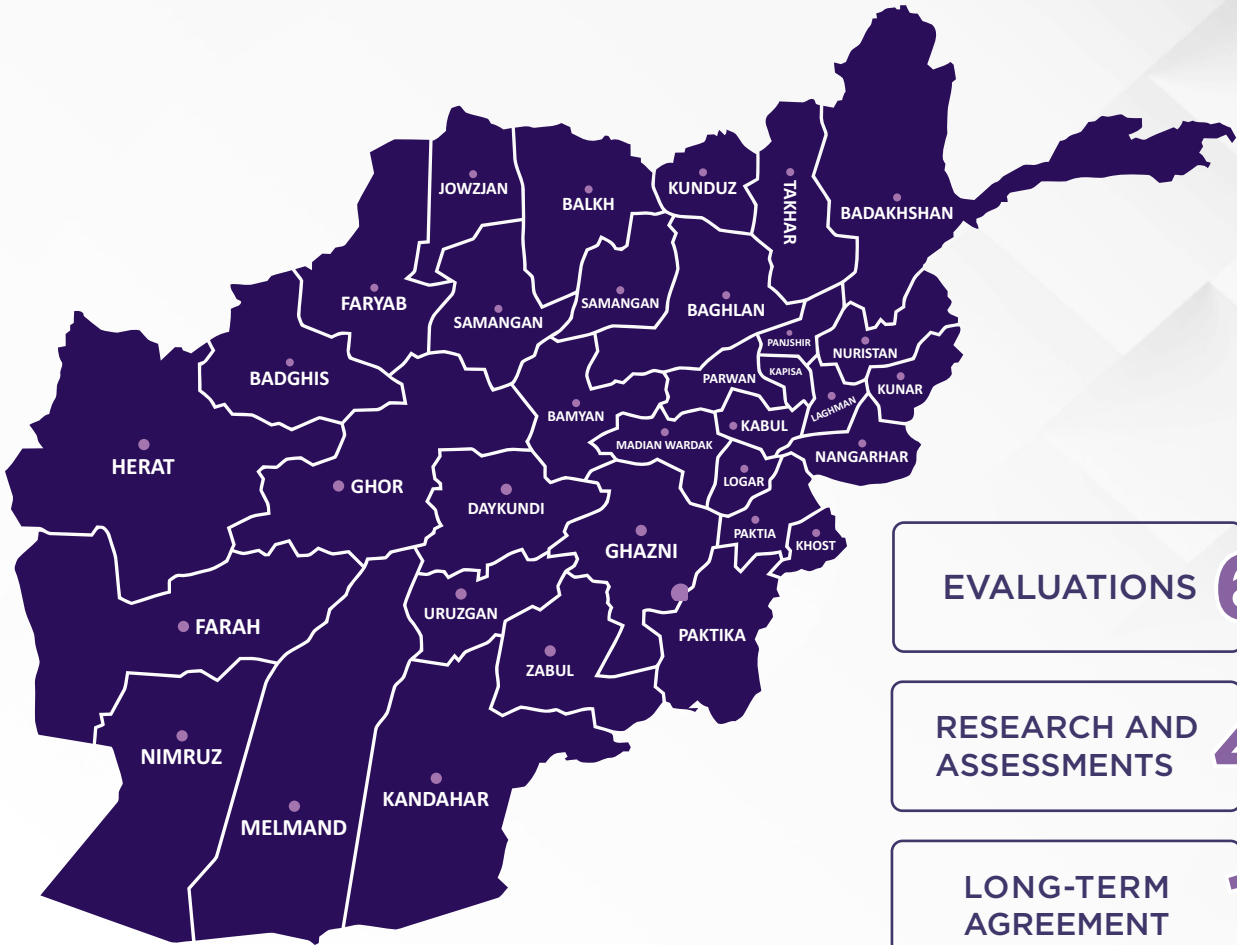 JOWZJAN
BALKH
KUNDUZ
TAKHAR
BADAKHSHAN
FARYAB
SAMANGAN
SAMANGAN
BAGHLAN
PANJSHIR
NURISTAN
BADGHIS
PARWAN
KAPISA
KUNAR
LAGHMAN
BAMYAN
KABUL
MADIAN WARDAK
NANGARHAR
HERAT
GHOR
LOGAR
DAYKUNDI
PAKTIA
KHOST
GHAZNI
URUZGAN
FARAH
PAKTIKA
ZABUL
NIMRUZ
KANDAHAR
MELMAND
EVALUATIONS
RESEARCH AND
ASSESSMENTS
LONG-TERM
AGREEMENT